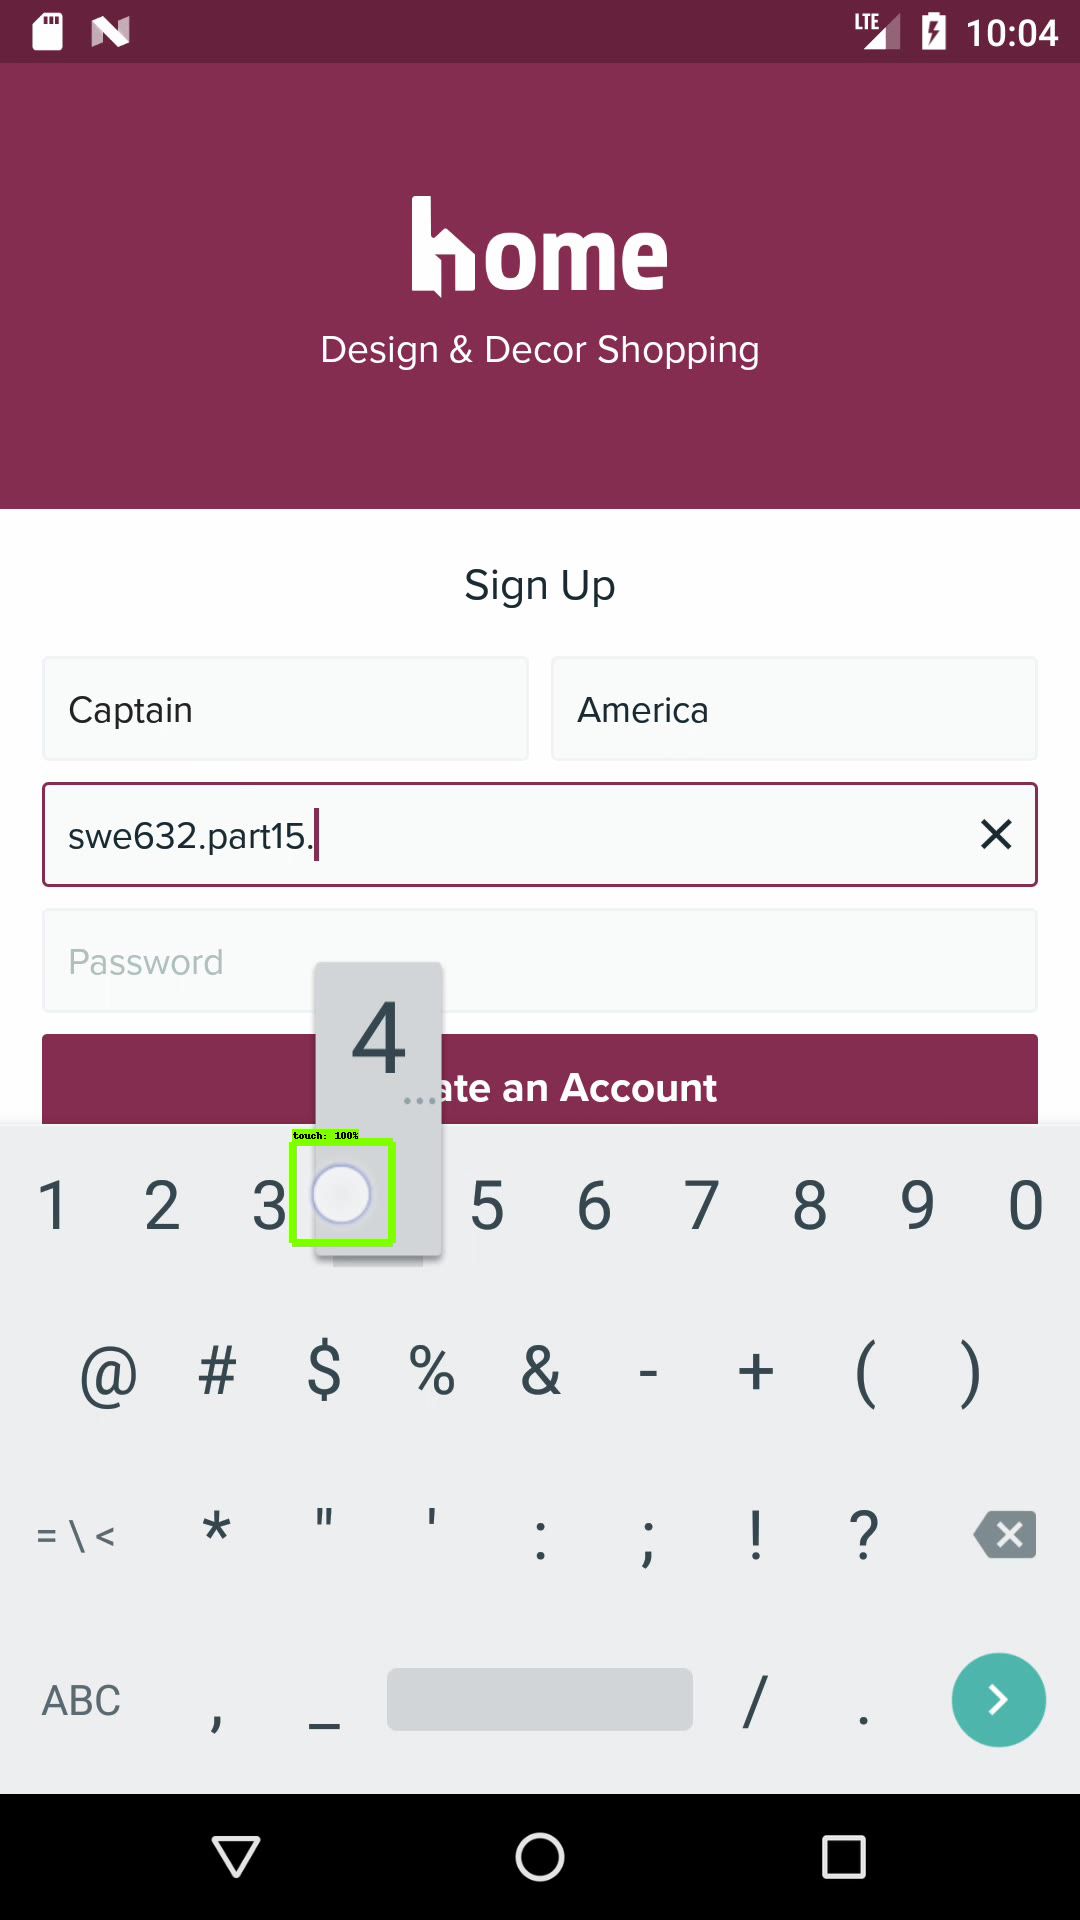 LTE 10:04
home
Design & Decor Shopping
Sign Up
Captain America
swe632.part15.
Password
4
ate an Account
touch: 100%
1 2 3 5 6 7 8 9 0
@ # $ % & - + ( )
= \ < * " ' : ; ! ?
ABC , _ / .